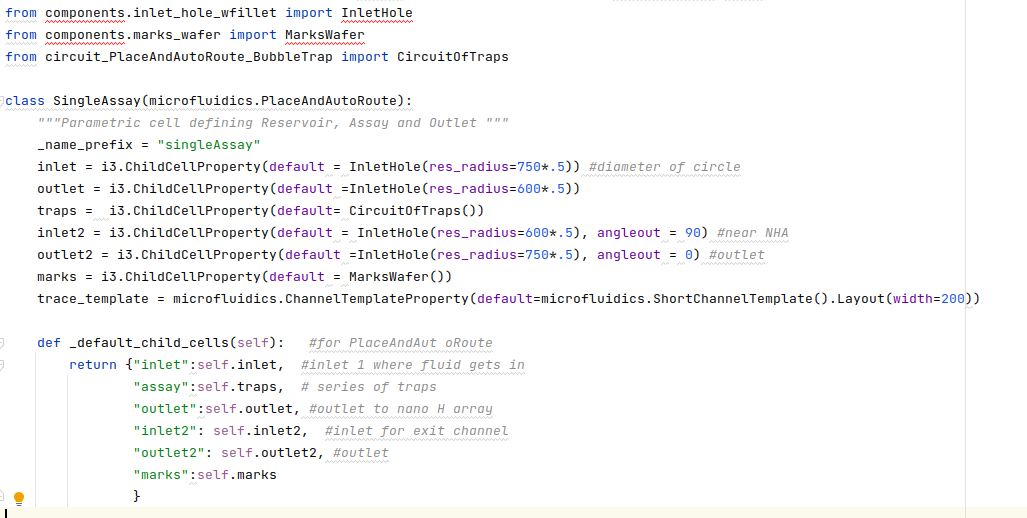 from components.inlet_hole_wfillet import InletHole
from components.marks_wafer import MarksWafer
from circuit_PlaceAndAutoRoute_BubbleTrap import CircuitOfTraps
class SingleAssay(microfluidics.PlaceAndAutoRoute):
    """Parametric cell defining Reservoir, Assay and Outlet """
    _name_prefix = "singleAssay"
    inlet = i3.ChildCellProperty(default = InletHole(res_radius=750*.5)) #diameter of circle
    outlet = i3.ChildCellProperty(default =InletHole(res_radius=600*.5))
    traps =  i3.ChildCellProperty(default= CircuitOfTraps())
    inlet2 = i3.ChildCellProperty(default = InletHole(res_radius=600*.5), angleout = 90) #near NHA
    outlet2 = i3.ChildCellProperty(default =InletHole(res_radius=750*.5), angleout = 0) #outlet
    marks = i3.ChildCellProperty(default = MarksWafer())
    trace_template = microfluidics.ChannelTemplateProperty(default=microfluidics.ShortChannelTemplate().Layout(width=200))
    def _default_child_cells(self):   #for PlaceAndAut oRoute
        return {"inlet":self.inlet,  #inlet 1 where fluid gets in
                "assay":self.traps,  # series of traps
                "outlet":self.outlet, #outlet to nano H array
                "inlet2": self.inlet2,  #inlet for exit channel
                "outlet2": self.outlet2, #outlet
                "marks":self.marks
                }